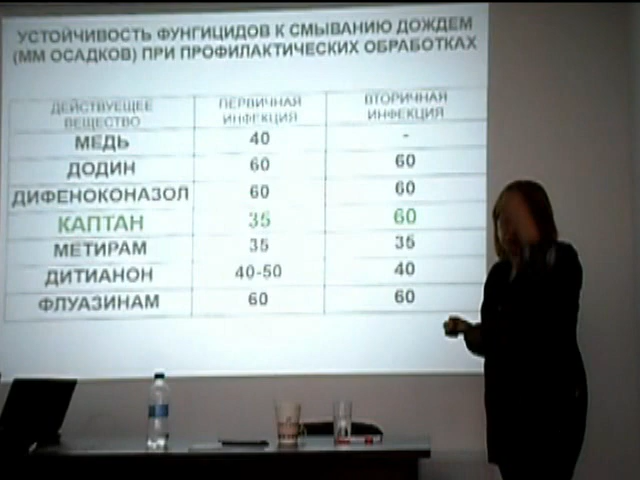 УСТОЙЧИВОСТЬ ФУНГИЦИДОВ К СМЫВАНИЮ ДОЖДЕМ
(ММ ОСАДКОВ) ПРИ ПРОФИЛАКТИЧЕСКИХ ОБРАБОТКАХ
ДЕЙСТВУЕЩЕЕ ВЕЩЕСТВО ПЕРВИЧНАЯ ИНФЕКЦИЯ ВТОРИЧНАЯ ИНФЕКЦИЯ
МЕДЬ 40 -
ДОДИН 60 60
ДИФЕНОКОНАЗОЛ 60 60
КАПТАН 35 60
МЕТИРАМ 35 35
ДИТИАНОН 40-50 40
ФЛУАЗИНАМ 60 60